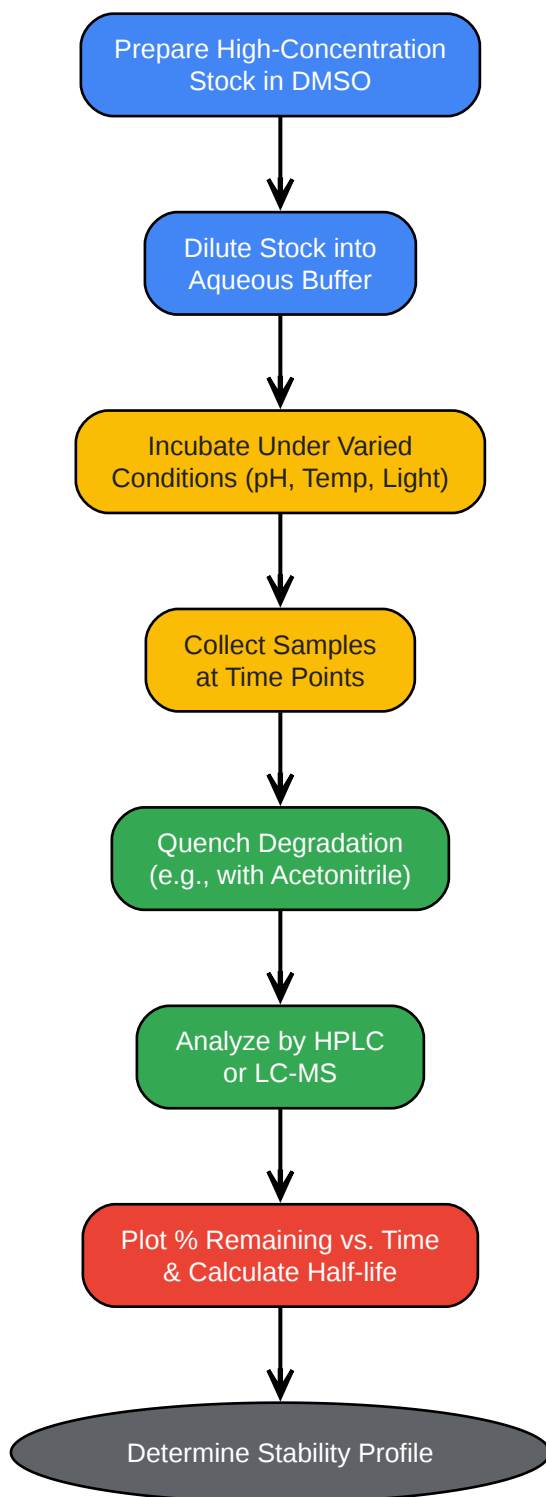 Prepare High-Concentration
Stock in DMSO
Dilute Stock into
Aqueous Buffer
Incubate Under Varied
Conditions (pH, Temp, Light)
Collect Samples
at Time Points
Quench Degradation
(e.g., with Acetonitrile)
Analyze by HPLC
or LC-MS
Plot % Remaining vs. Time
& Calculate Half-life
Determine Stability Profile